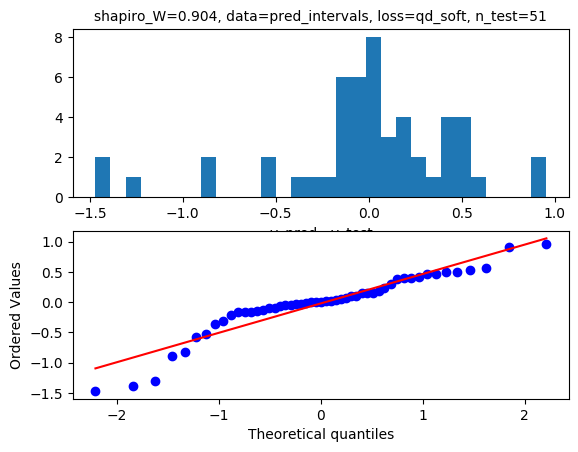 shapiro_W=0.904, data=pred_intervals, loss=qd_soft, n_test=51
8
6
4
2
0
−1.5 −1.0 −0.5 0.0 0.5 1.0
Ordered Values
1.0
0.5
0.0
−0.5
−1.0
−1.5
−2 −1 0 1 2
Theoretical quantiles